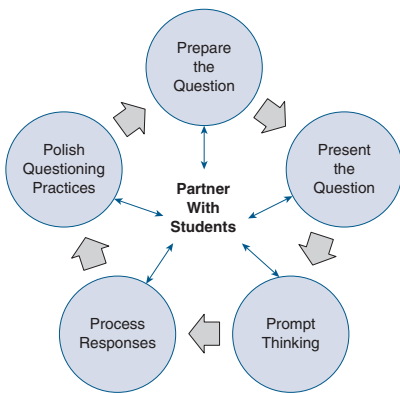 Prepare
the
Question
Present
the
Question
Prompt
Thinking
Process
Responses
Polish
Questioning
Practices
Partner
With
Students